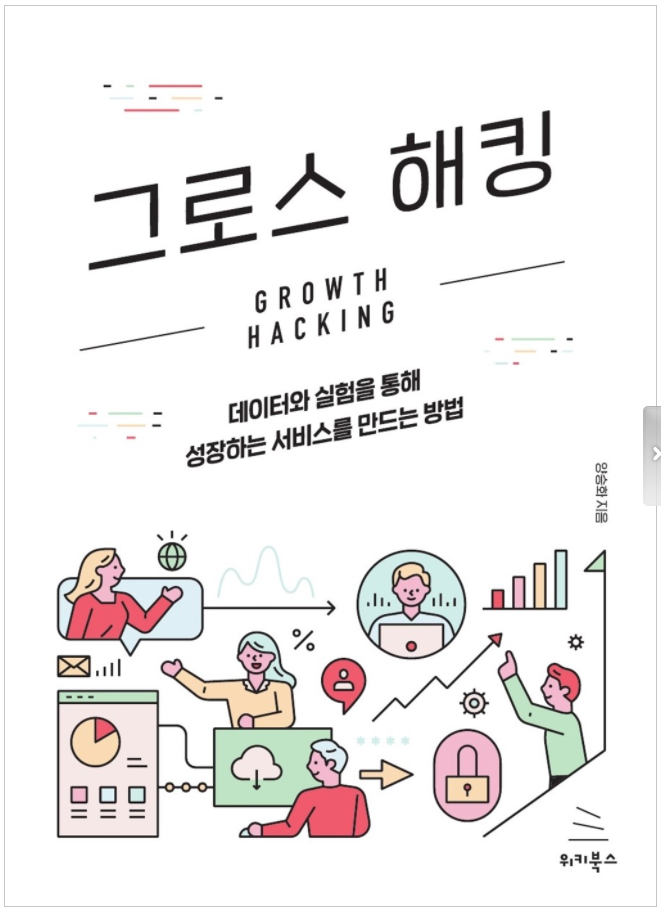 그로스 해킹
GROWTH
HACKING
데이터와 실험을 통해
성장하는 서비스를 만드는 방법
양승화 지음
%
위키북스